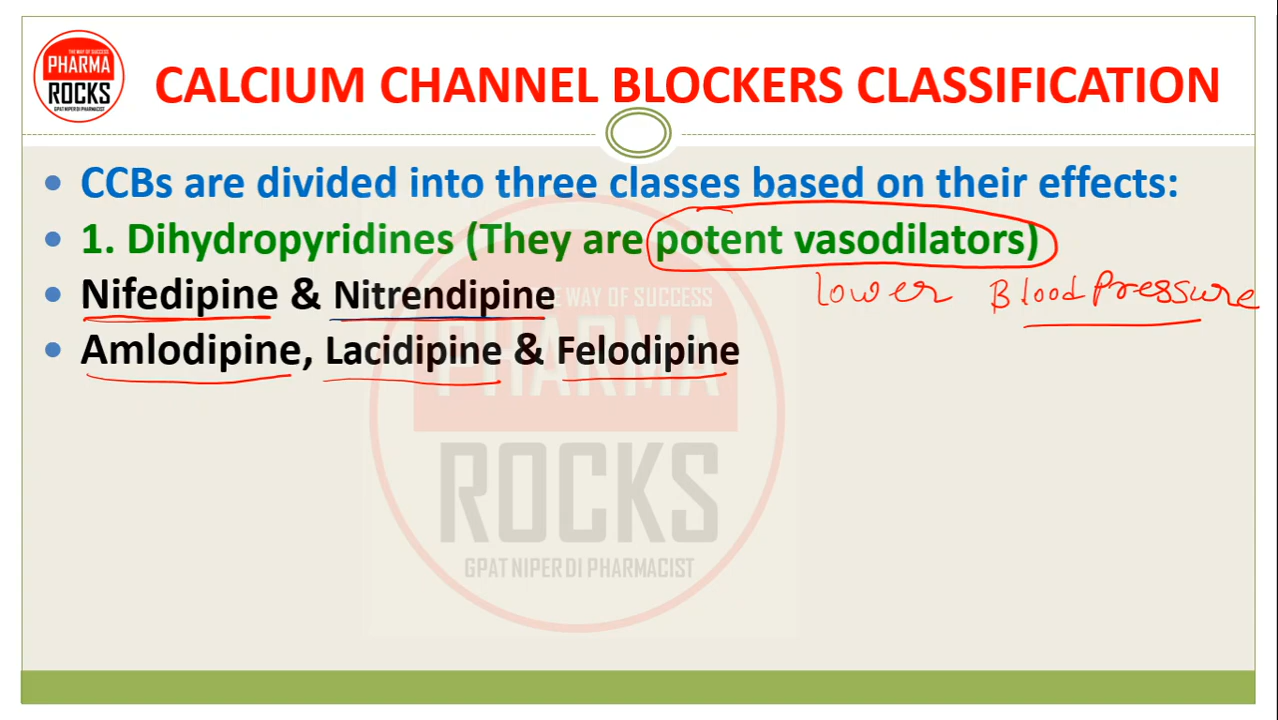 THE WAY OF SUCCESS
PHARMA
ROCKS
GPAT NIPER DI PHARMACIST
CALCIUM CHANNEL BLOCKERS CLASSIFICATION
• CCBs are divided into three classes based on their effects:
• 1. Dihydropyridines (They are potent vasodilators)
• Nifedipine & Nitrendipine
lower Blood Pressure
• Amlodipine, Lacidipine & Felodipine
THE WAY OF SUCCESS
PHARMA
ROCKS
GPAT NIPER DI PHARMACIST